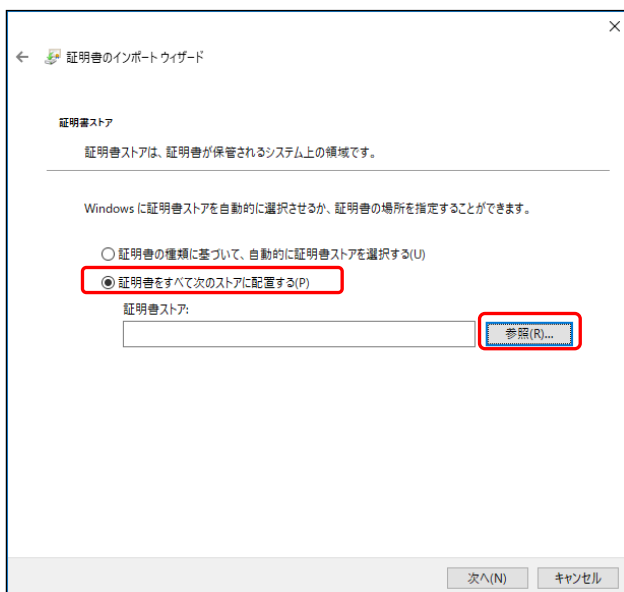 証明書のインポート ウィザード
証明書ストア
証明書ストアは、証明書が保管されるシステム上の領域です。
Windows に証明書ストアを自動的に選択させるか、証明書の場所を指定することができます。
証明書の種類に基づいて、自動的に証明書ストアを選択する(U)
証明書をすべて次のストアに配置する(P)
証明書ストア:
参照(R)...
次へ(N)
キャンセル